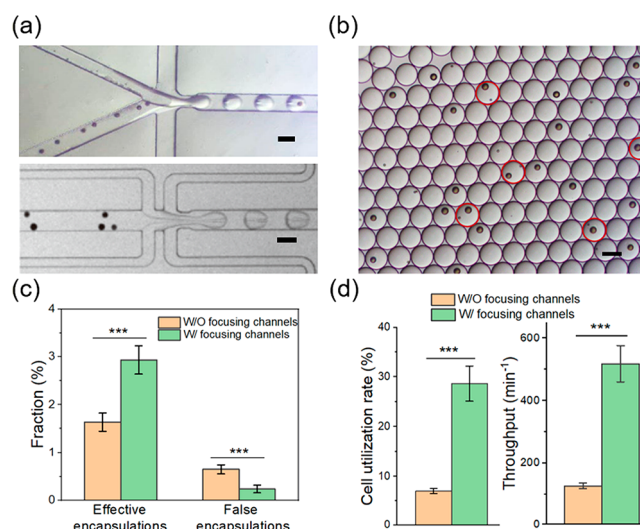 (a)
(b)
(c)
W/O focusing channels
W/ focusing channels
***
***
Fraction (%)
4
3
2
1
0
Effective
encapsulations
False
encapsulations
(d)
W/O focusing channels
W/ focusing channels
***
Cell utilization rate (%)
40
30
20
10
0
***
Throughput (min⁻¹)
600
400
200
0